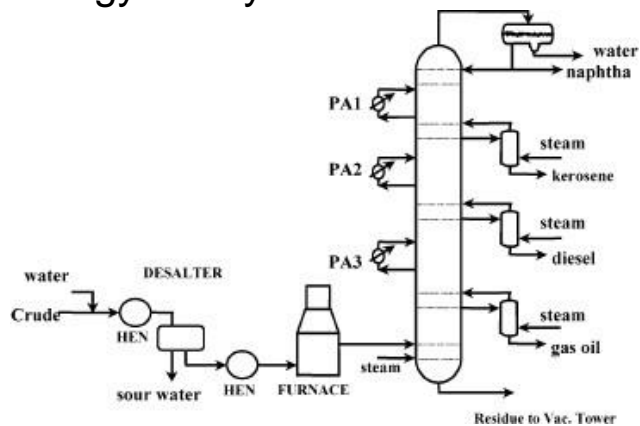 water
naphtha
PA1
steam
kerosene
PA2
steam
diesel
PA3
water
DESALTER
Crude
HEN
steam
gas oil
sour water
HEN
FURNACE
steam
Residue to Vac. Tower